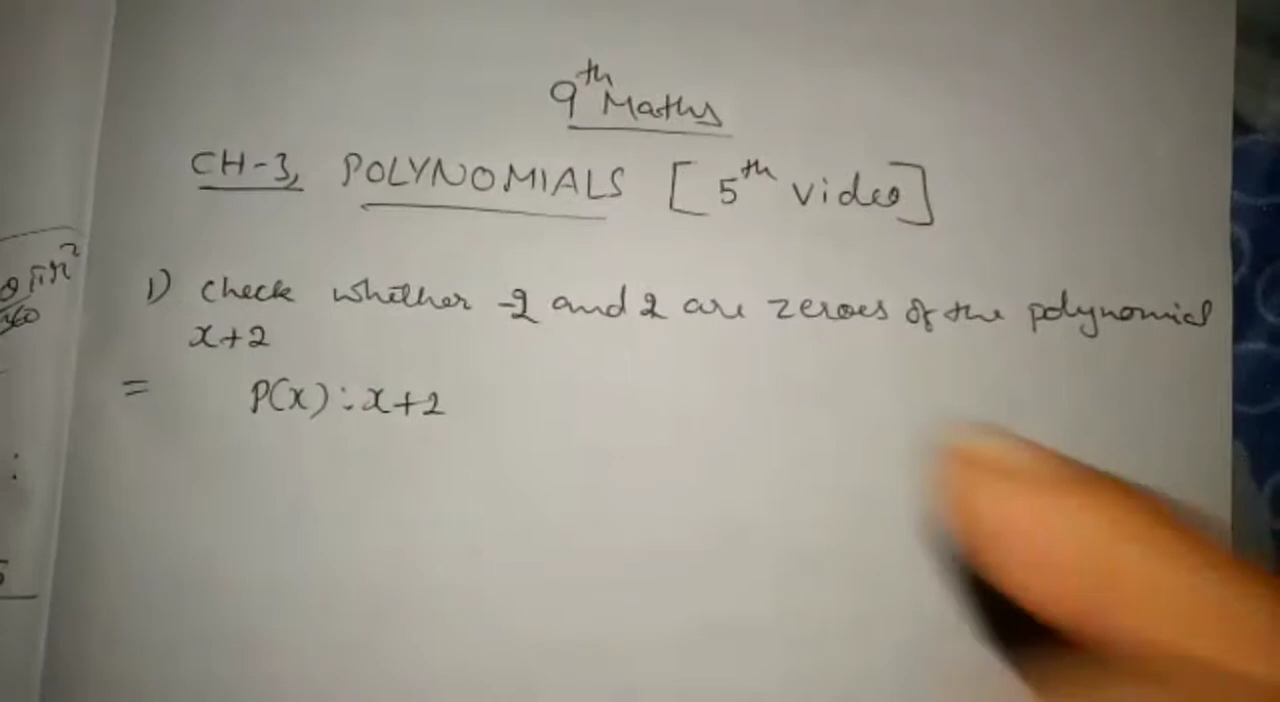 9th Maths
CH-3, POLYNOMIALS [5th video]
1) check whether -2 and 2 are zeroes of the polynomial
x+2
= P(x) : x+2